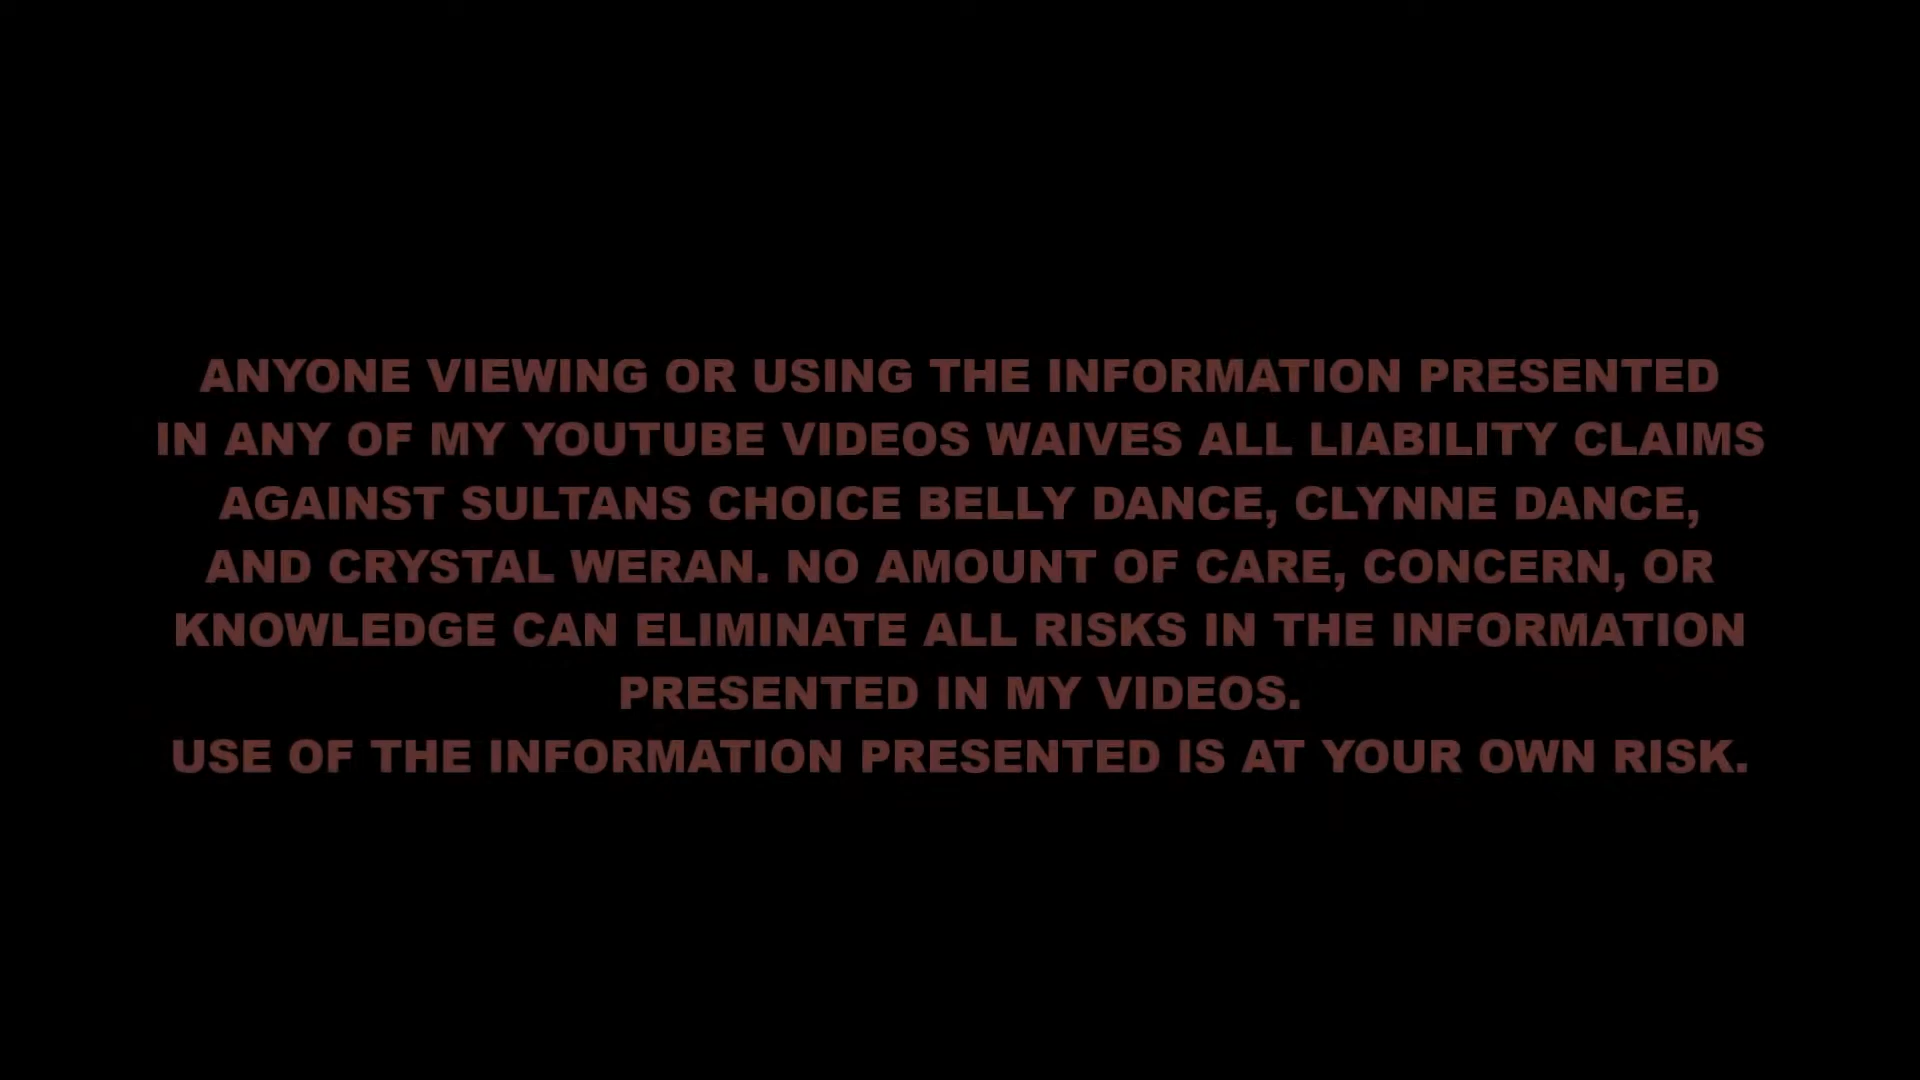 ANYONE VIEWING OR USING THE INFORMATION PRESENTED
IN ANY OF MY YOUTUBE VIDEOS WAIVES ALL LIABILITY CLAIMS
AGAINST SULTANS CHOICE BELLY DANCE, CLYNNE DANCE,
AND CRYSTAL WERAN. NO AMOUNT OF CARE, CONCERN, OR
KNOWLEDGE CAN ELIMINATE ALL RISKS IN THE INFORMATION
PRESENTED IN MY VIDEOS.
USE OF THE INFORMATION PRESENTED IS AT YOUR OWN RISK.